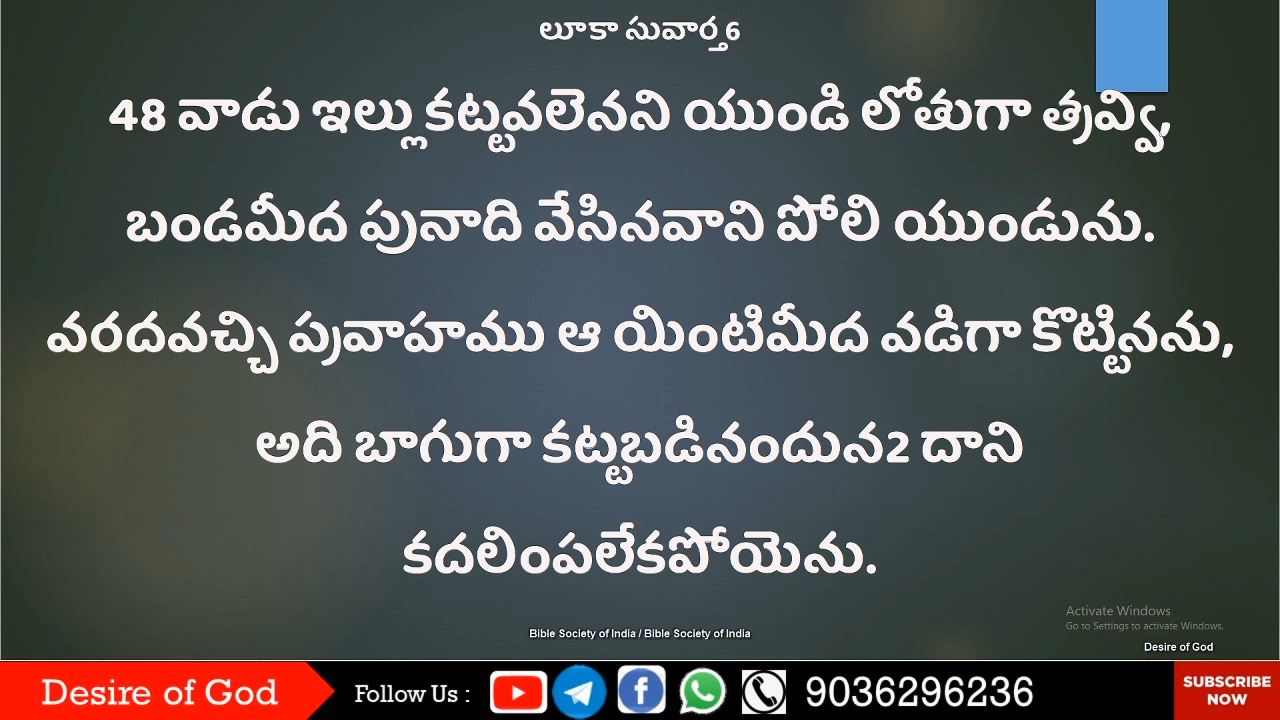 లూకా సువార్త6
48 వాడు ఇల్లు కట్టవలెనని యుండి లోతుగా త్రవ్వి,
బండమీద పునాది వేసినవాని పోలి యుండును.
వరదవచ్చి ప్రవాహము ఆ యింటిమీద వడిగా కొట్టినను,
అది బాగుగా కట్టబడినందున2 దాని
కదలింపలేకపోయెను.
Activate Windows
Go to Settings to activate Windows.
Bible Society of India / Bible Society of India
Desire of God
Desire of God
Follow Us :
9036296236
SUBSCRIBE
NOW